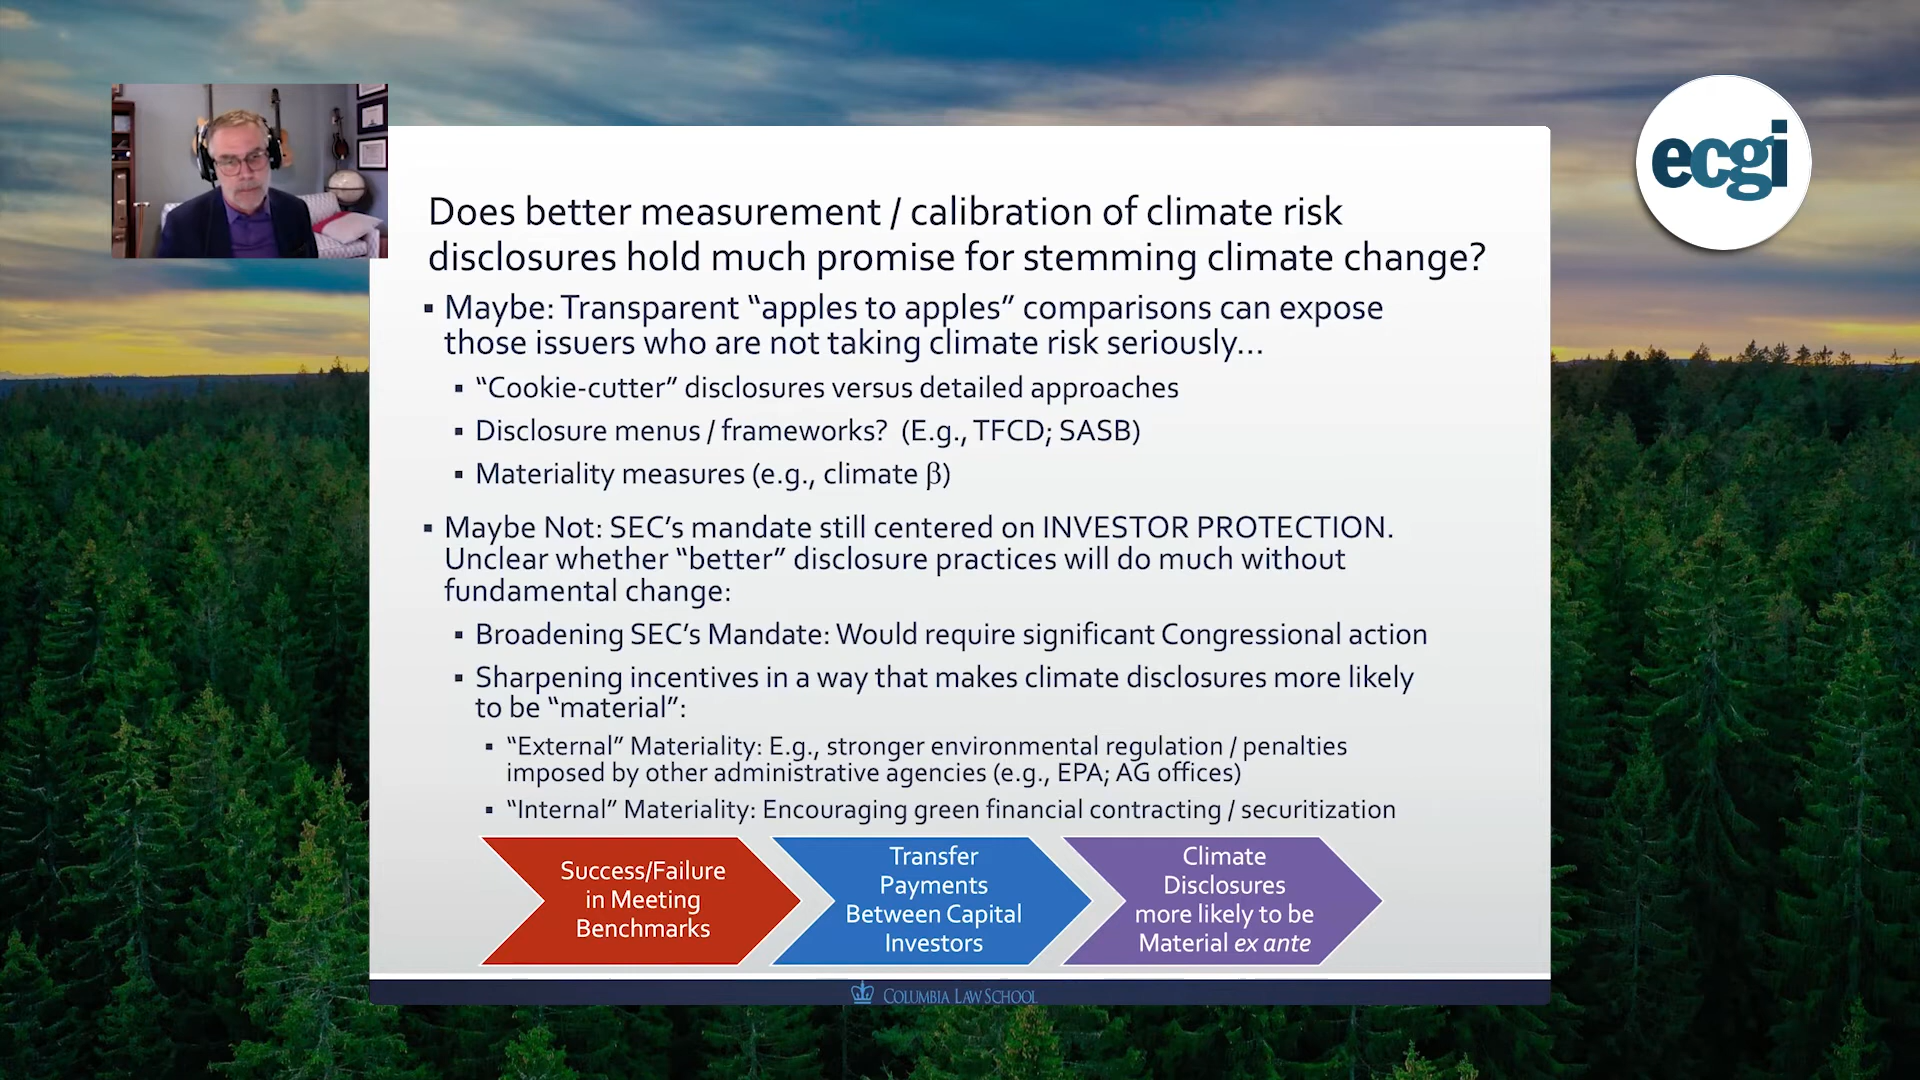 ecgi
Does better measurement / calibration of climate risk
disclosures hold much promise for stemming climate change?
▪ Maybe: Transparent “apples to apples” comparisons can expose
those issuers who are not taking climate risk seriously…
▪ “Cookie-cutter” disclosures versus detailed approaches
▪ Disclosure menus / frameworks? (E.g., TFCD; SASB)
▪ Materiality measures (e.g., climate β)
▪ Maybe Not: SEC’s mandate still centered on INVESTOR PROTECTION.
Unclear whether “better” disclosure practices will do much without
fundamental change:
▪ Broadening SEC’s Mandate: Would require significant Congressional action
▪ Sharpening incentives in a way that makes climate disclosures more likely
to be “material”:
▪ “External” Materiality: E.g., stronger environmental regulation / penalties
imposed by other administrative agencies (e.g., EPA; AG offices)
▪ “Internal” Materiality: Encouraging green financial contracting / securitization
Success/Failure
in Meeting
Benchmarks
Transfer
Payments
Between Capital
Investors
Climate
Disclosures
more likely to be
Material ex ante
COLUMBIA LAW SCHOOL